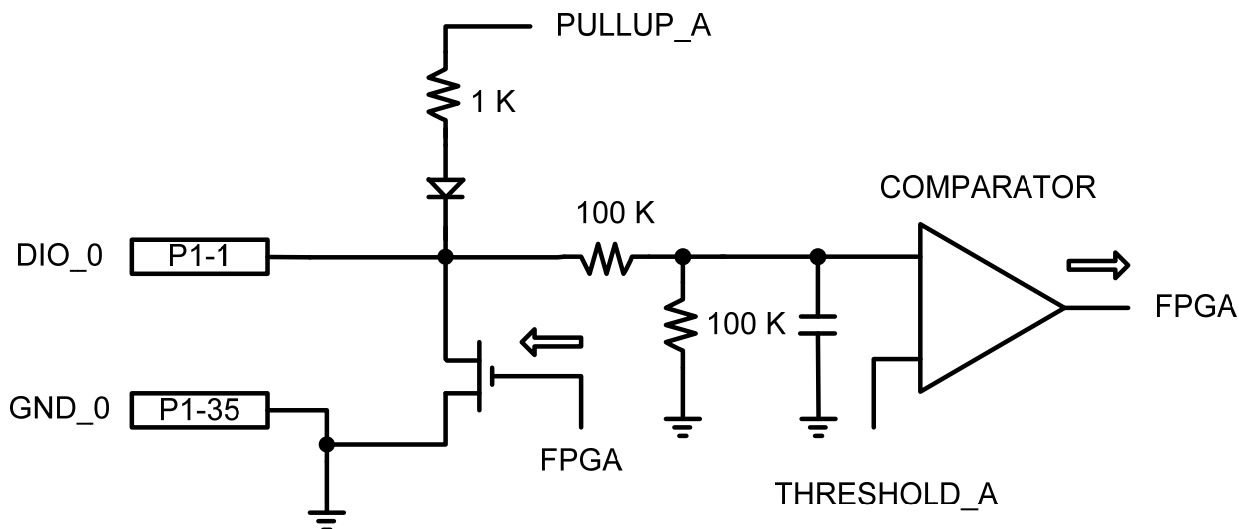 PULLUP_A
1 K
COMPARATOR
100 K
DIO_0 P1-1
FPGA
100 K
GND_0 P1-35
FPGA
THRESHOLD_A